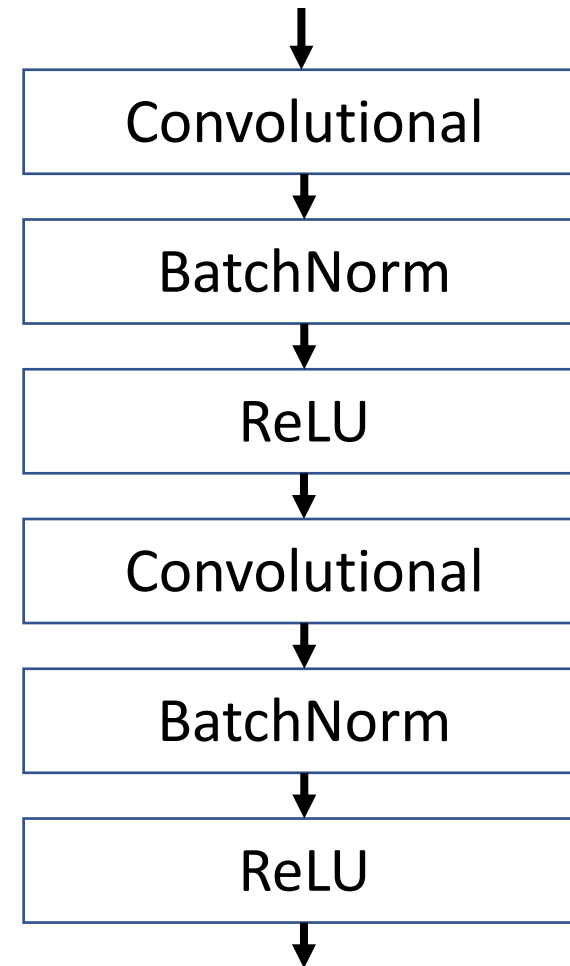 Convolutional
BatchNorm
ReLU
Convolutional
BatchNorm
ReLU